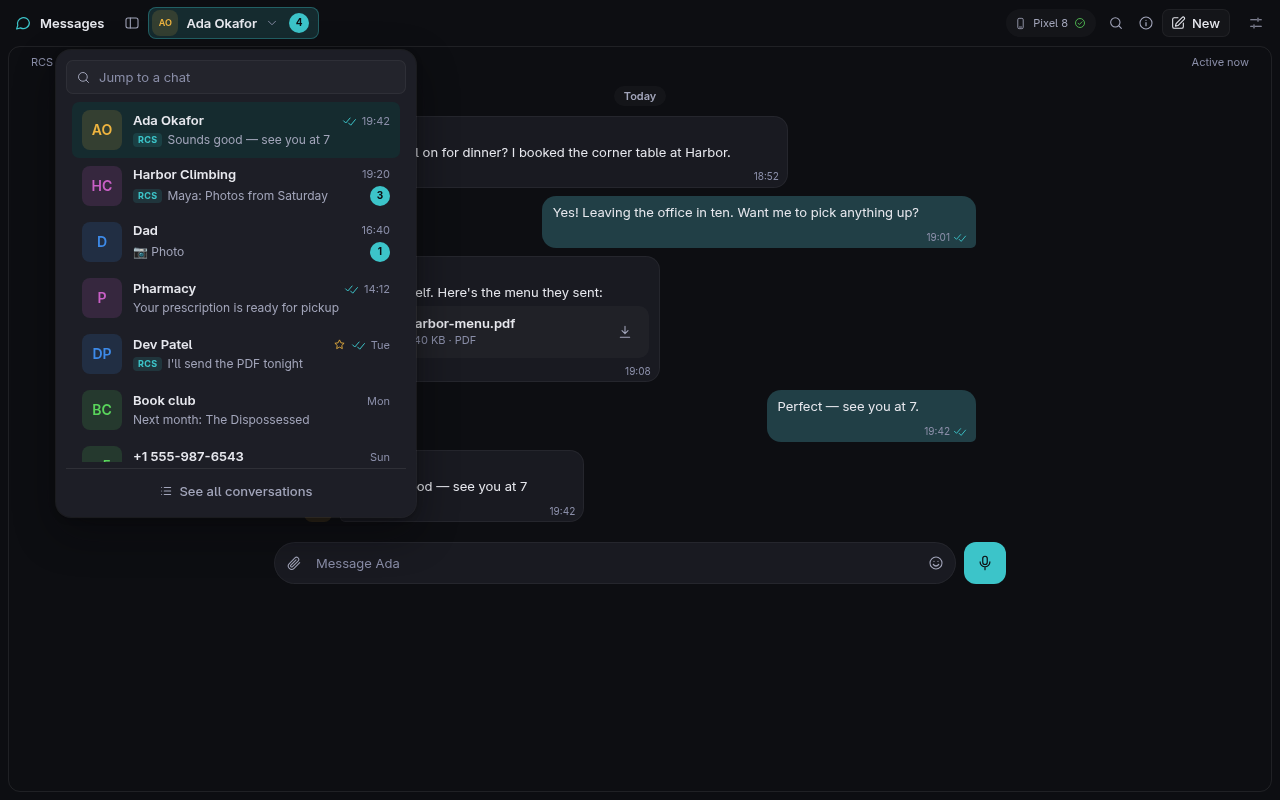 Messages
AO Ada Okafor 4
Pixel 8
New
RCS
Active now
Jump to a chat
AO Ada Okafor 19:42
RCS Sounds good — see you at 7
HC Harbor Climbing 19:20
RCS Maya: Photos from Saturday 3
D Dad 16:40
📷 Photo 1
P Pharmacy 14:12
Your prescription is ready for pickup
DP Dev Patel Tue
RCS I'll send the PDF tonight
BC Book club Mon
Next month: The Dispossessed
+1 555-987-6543 Sun
See all conversations
Today
on for dinner? I booked the corner table at Harbor.
18:52
Yes! Leaving the office in ten. Want me to pick anything up?
19:01
Here's the menu they sent:
arbor-menu.pdf
40 KB · PDF
19:08
Perfect — see you at 7.
19:42
od — see you at 7
19:42
Message Ada